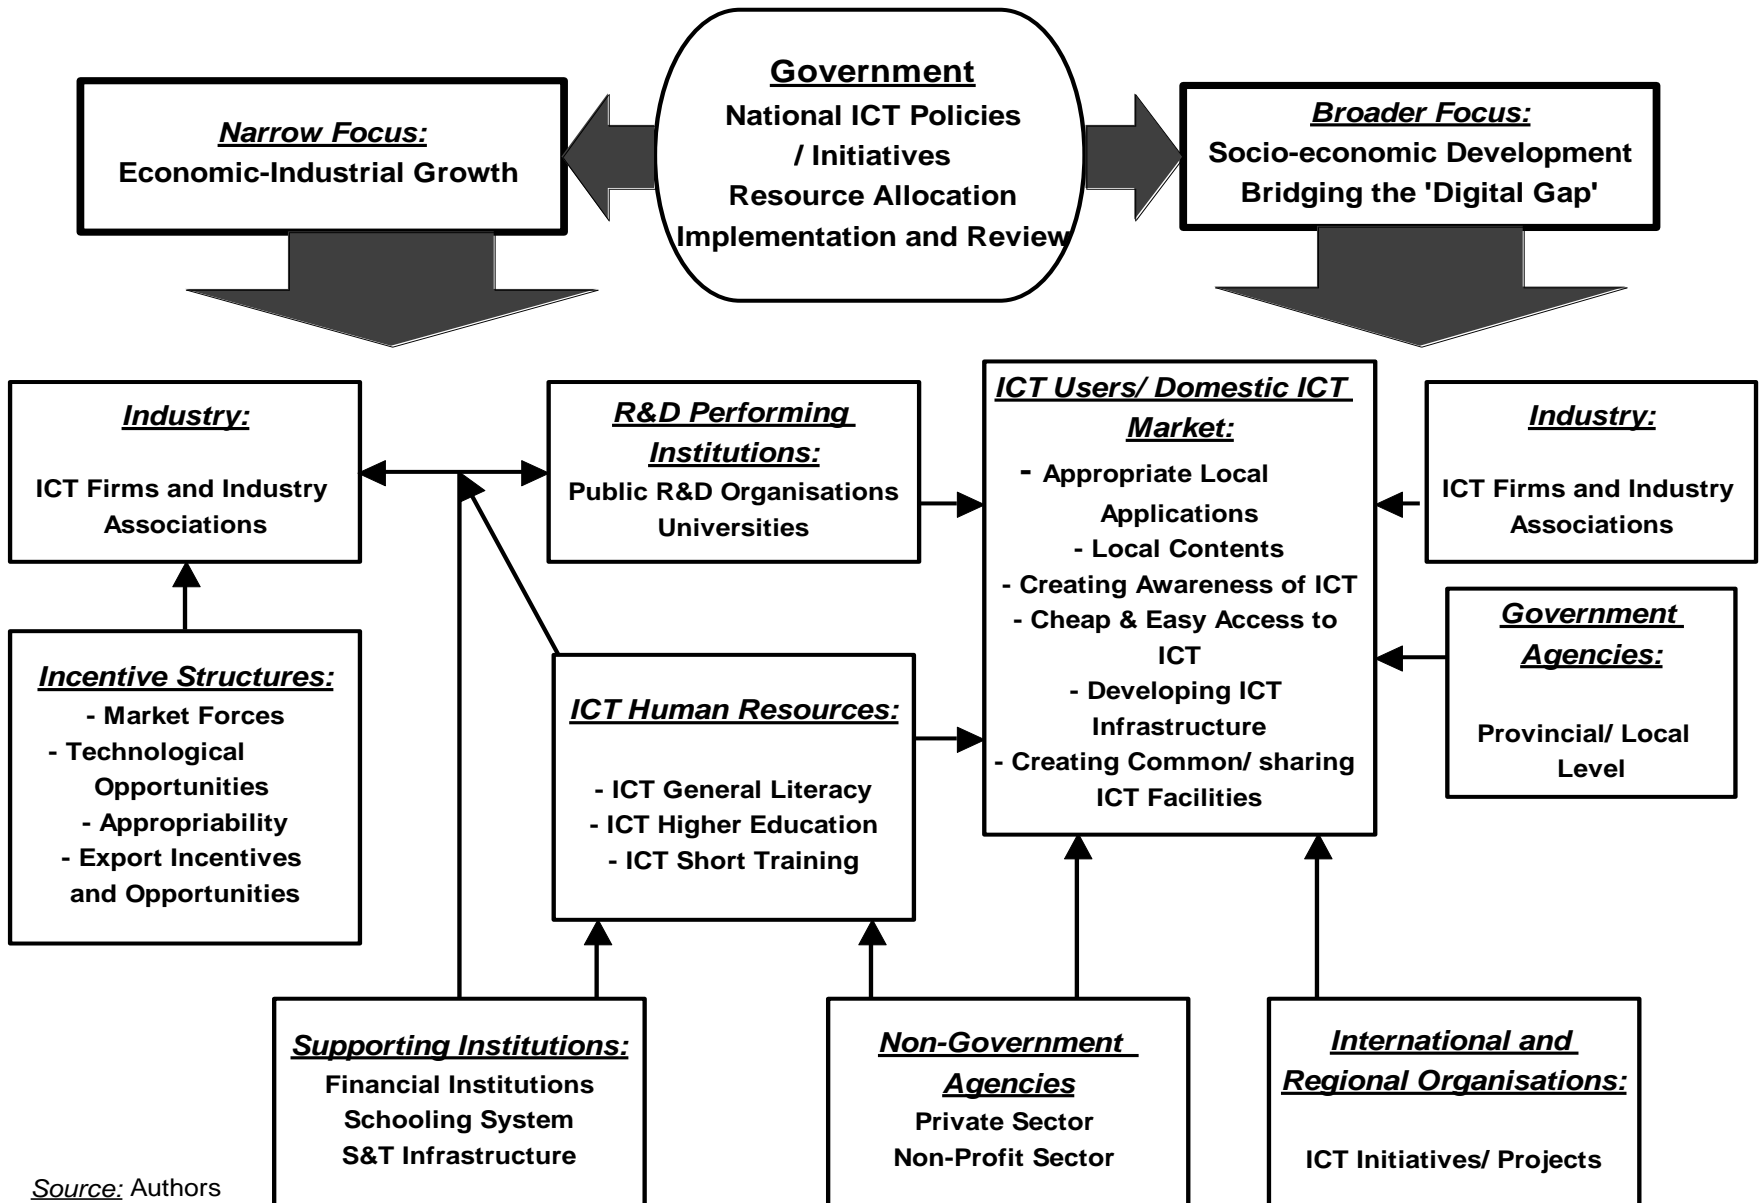 Government
National ICT Policies
/ Initiatives
Resource Allocation
Implementation and Review
Narrow Focus:
Economic-Industrial Growth
Broader Focus:
Socio-economic Development
Bridging the 'Digital Gap'
Industry:
ICT Firms and Industry
Associations
R&D Performing
Institutions:
Public R&D Organisations
Universities
ICT Users/ Domestic ICT
Market:
- Appropriate Local
Applications
- Local Contents
- Creating Awareness of ICT
- Cheap & Easy Access to
ICT
- Developing ICT
Infrastructure
- Creating Common/ sharing
ICT Facilities
Industry:
ICT Firms and Industry
Associations
Government
Agencies:
Provincial/ Local
Level
Incentive Structures:
- Market Forces
- Technological
Opportunities
- Appropriability
- Export Incentives
and Opportunities
ICT Human Resources:
- ICT General Literacy
- ICT Higher Education
- ICT Short Training
Supporting Institutions:
Financial Institutions
Schooling System
S&T Infrastructure
Non-Government
Agencies
Private Sector
Non-Profit Sector
International and
Regional Organisations:
ICT Initiatives/ Projects
Source: Authors